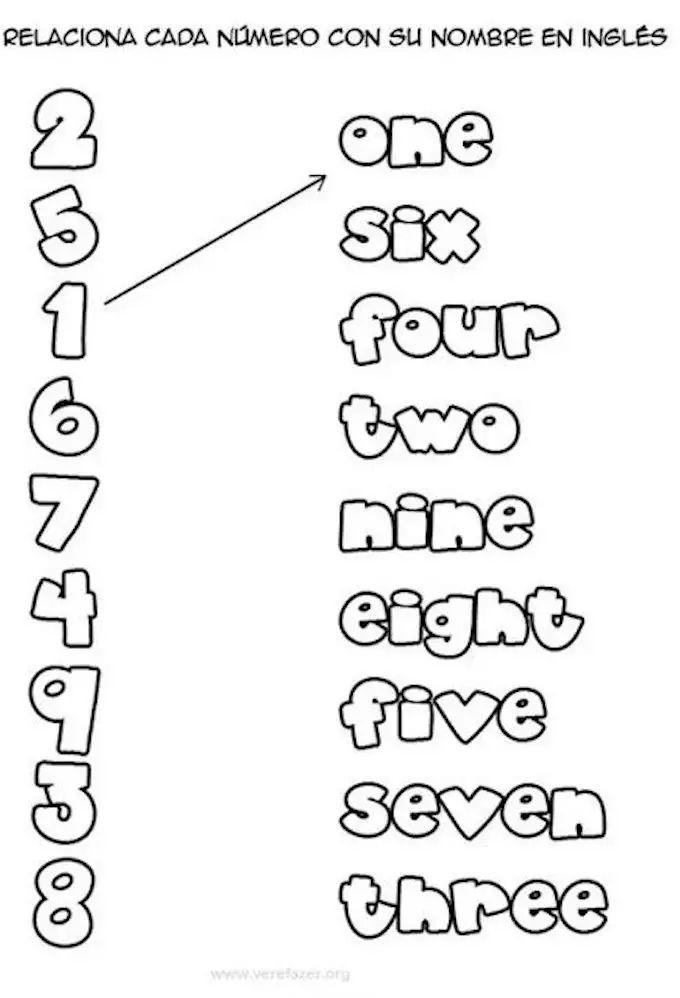 RELACIONA CADA NÚMERO CON SU NOMBRE EN INGLÉS
2 one
5 six
1 four
6 two
7 nine
4 eight
9 five
3 seven
8 three
www.verefazer.org